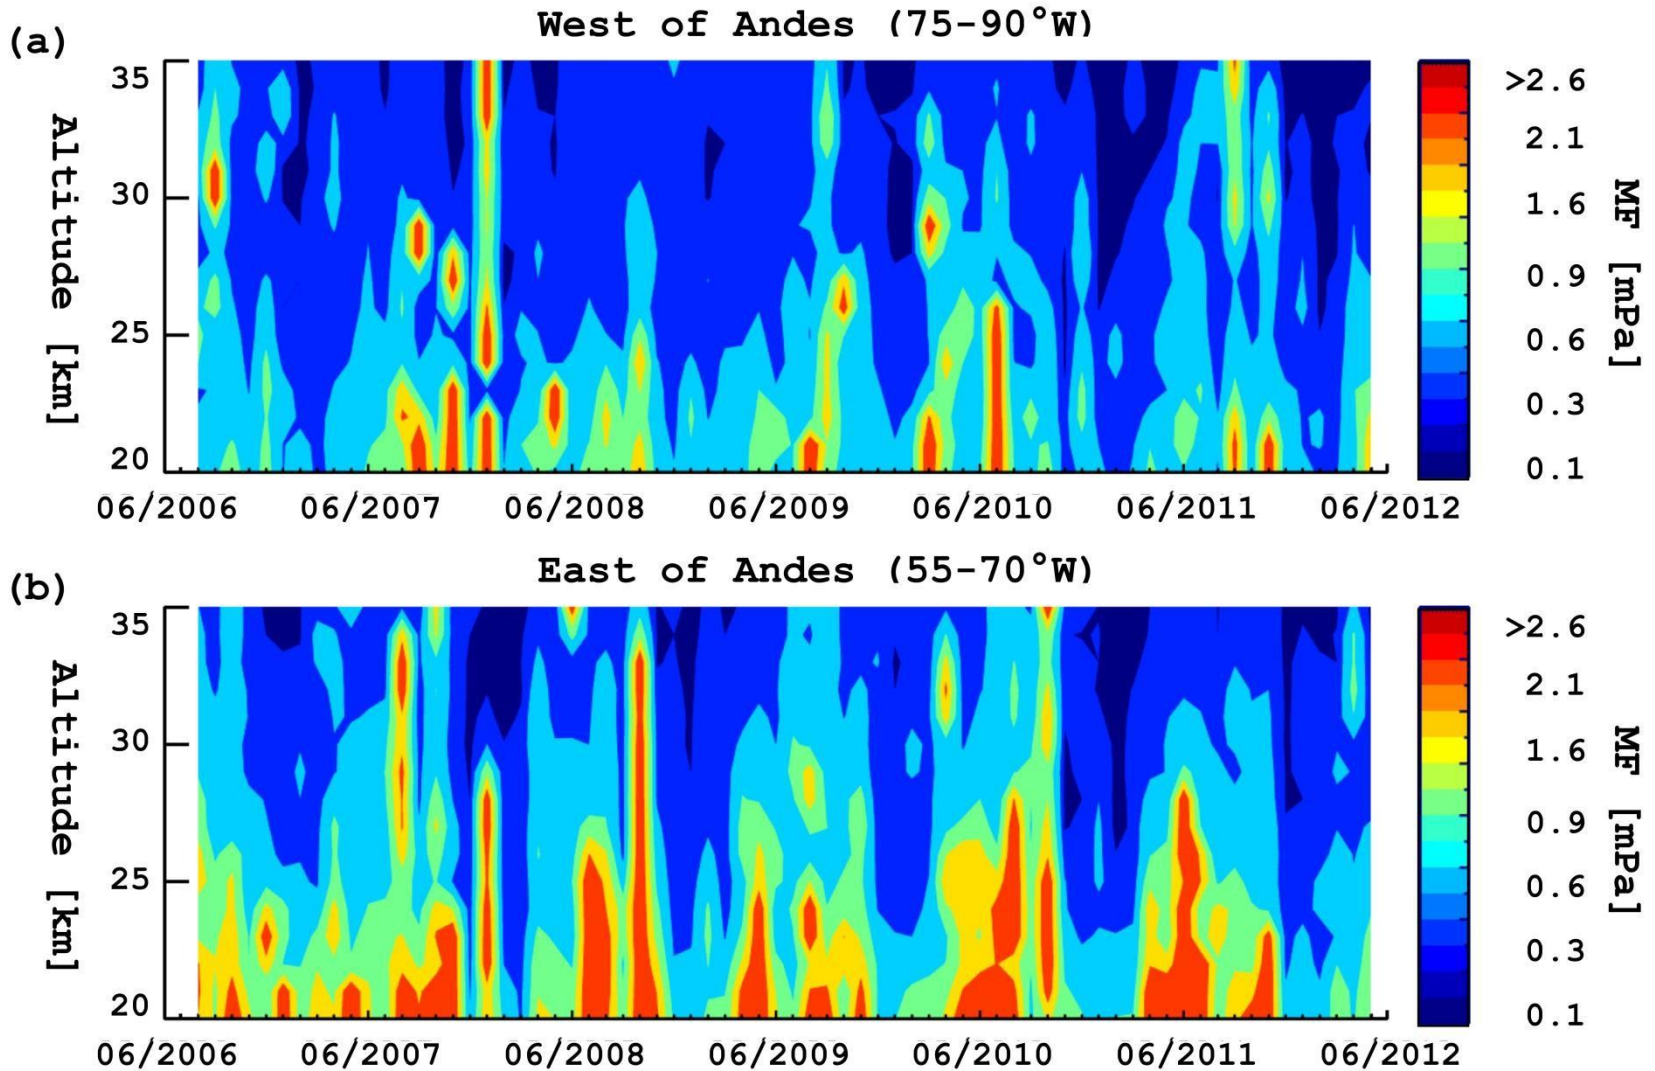 (a)
West of Andes (75-90°W)
Altitude [km]
35
30
25
20
06/2006 06/2007 06/2008 06/2009 06/2010 06/2011 06/2012
>2.6
2.1
1.6
0.9
0.6
0.3
0.1
MF [mPa]
(b)
East of Andes (55-70°W)
Altitude [km]
35
30
25
20
06/2006 06/2007 06/2008 06/2009 06/2010 06/2011 06/2012
>2.6
2.1
1.6
0.9
0.6
0.3
0.1
MF [mPa]